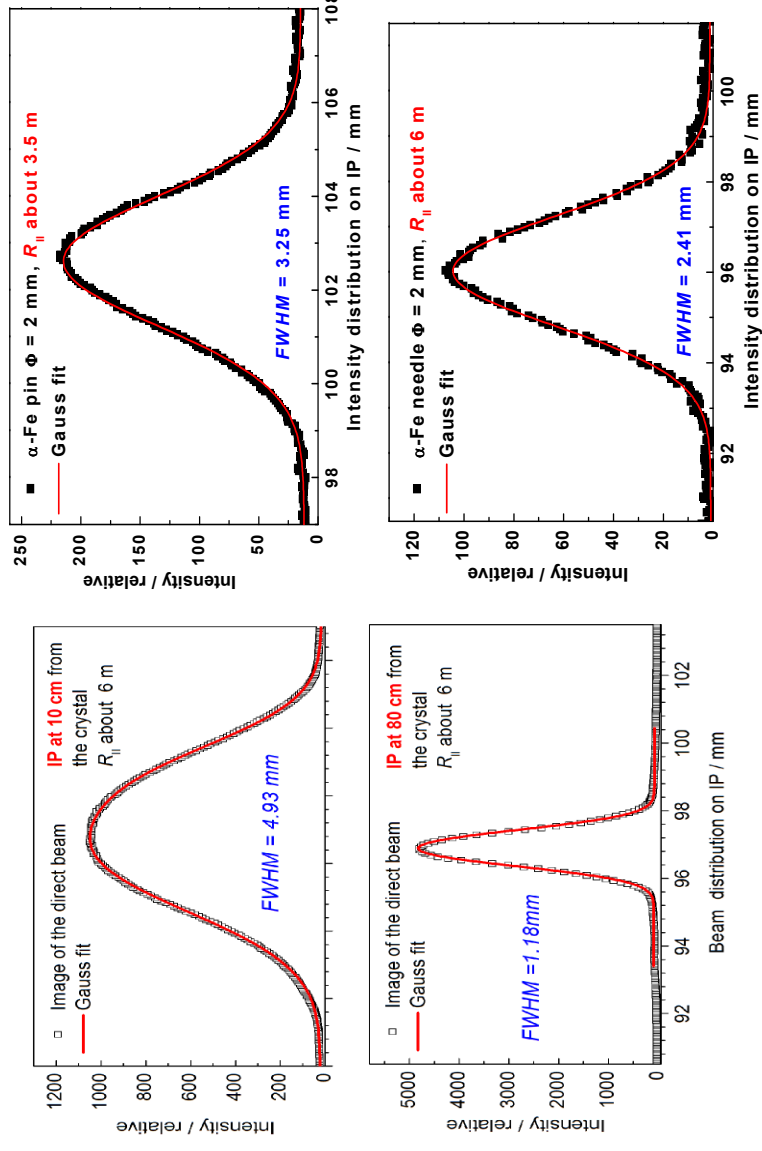 1200
1000
800
600
400
200
0
Intensity / relative
Image of the direct beam
Gauss fit
IP at 10 cm from
the crystal
R|| about 6 m
FWHM = 4.93 mm
5000
4000
3000
2000
1000
0
Intensity / relative
Image of the direct beam
Gauss fit
IP at 80 cm from
the crystal
R|| about 6 m
FWHM =1.18mm
92 94 96 98 100 102
Beam distribution on IP / mm
250
200
150
100
50
0
Intensity / relative
α-Fe pin Φ = 2 mm, R|| about 3.5 m
Gauss fit
FWHM = 3.25 mm
98 100 102 104 106 108
Intensity distribution on IP / mm
120
100
80
60
40
20
0
Intensity / relative
α-Fe needle Φ = 2 mm, R|| about 6 m
Gauss fit
FWHM = 2.41 mm
92 94 96 98 100
Intensity distribution on IP / mm